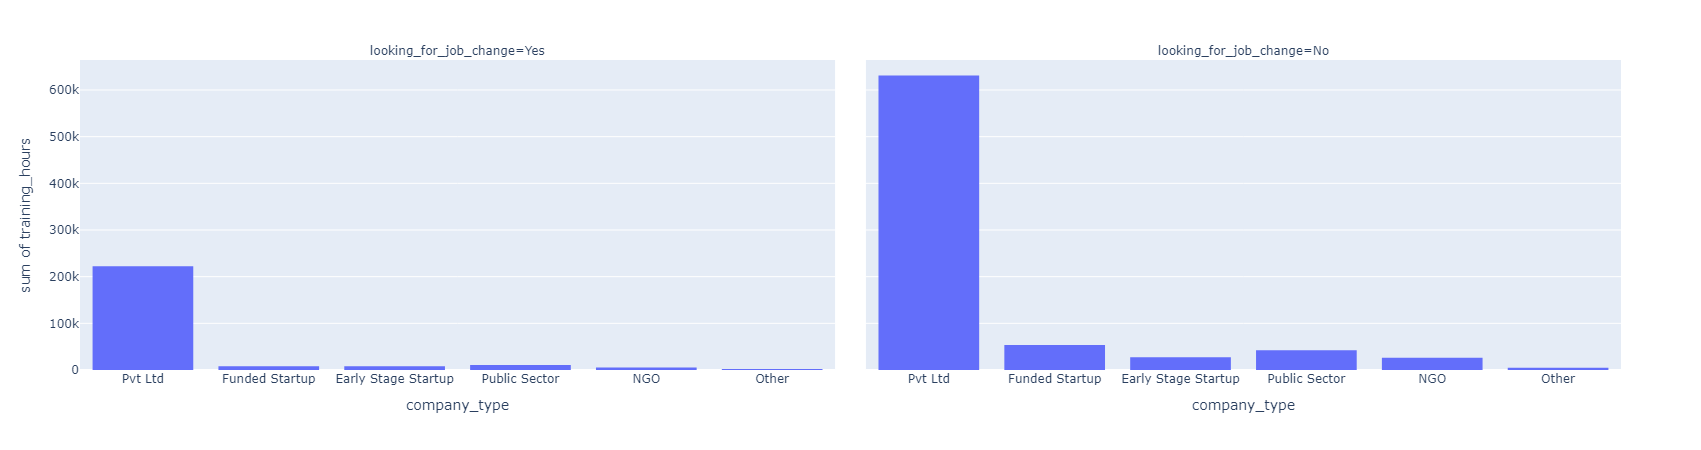 looking_for_job_change=Yes
looking_for_job_change=No
sum of training_hours
600k
500k
400k
300k
200k
100k
0
Pvt Ltd Funded Startup Early Stage Startup Public Sector NGO Other
Pvt Ltd Funded Startup Early Stage Startup Public Sector NGO Other
company_type
company_type